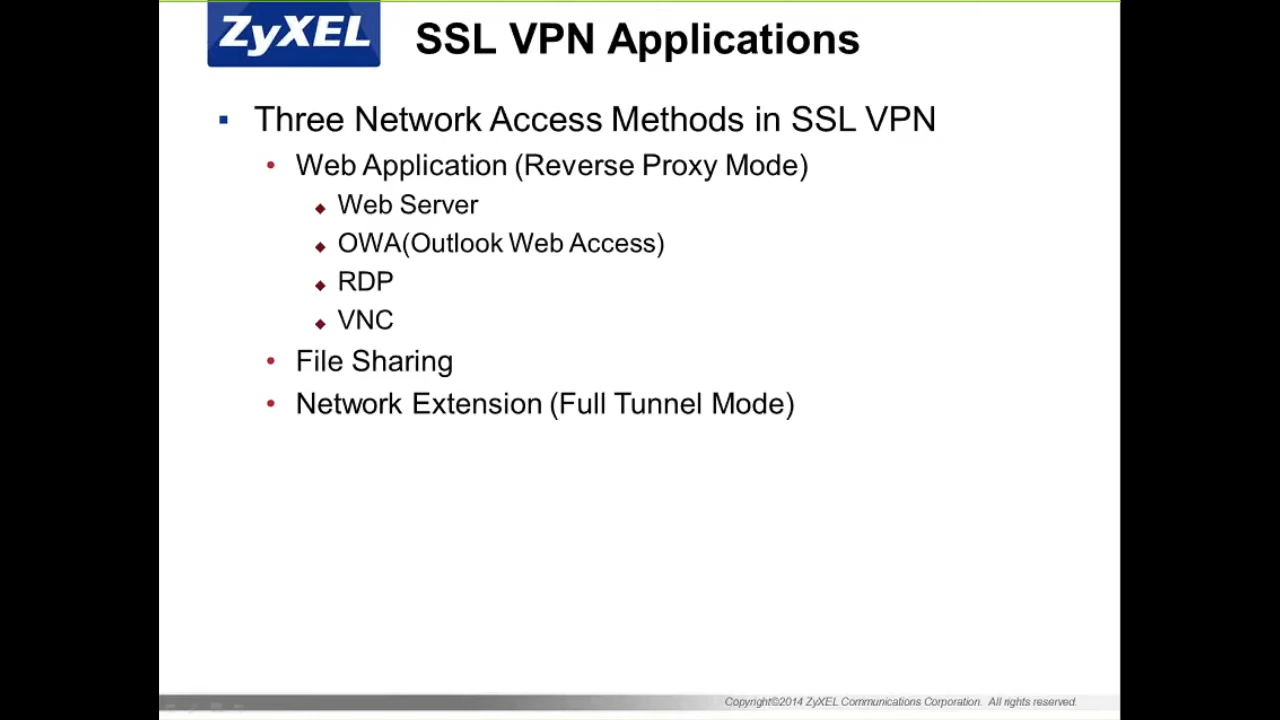 ZyXEL
SSL VPN Applications
Three Network Access Methods in SSL VPN
Web Application (Reverse Proxy Mode)
Web Server
OWA(Outlook Web Access)
RDP
VNC
File Sharing
Network Extension (Full Tunnel Mode)
Copyright©2014 ZyXEL Communications Corporation. All rights reserved.